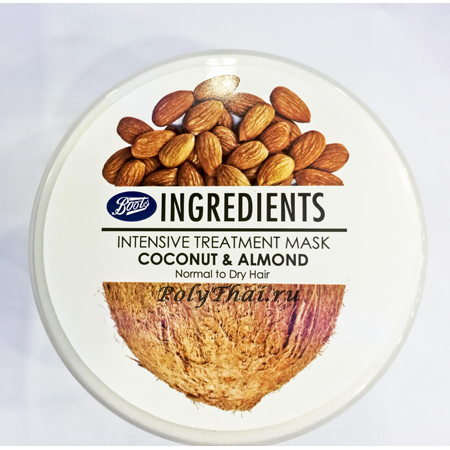 Boots INGREDIENTS
INTENSIVE TREATMENT MASK
COCONUT & ALMOND
Normal to Dry Hair
PolyThai.ru